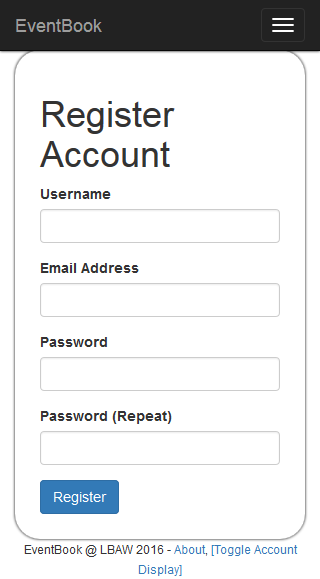 EventBook
Register
Account
Username
Email Address
Password
Password (Repeat)
Register
EventBook @ LBAW 2016 - About, [Toggle Account
Display]